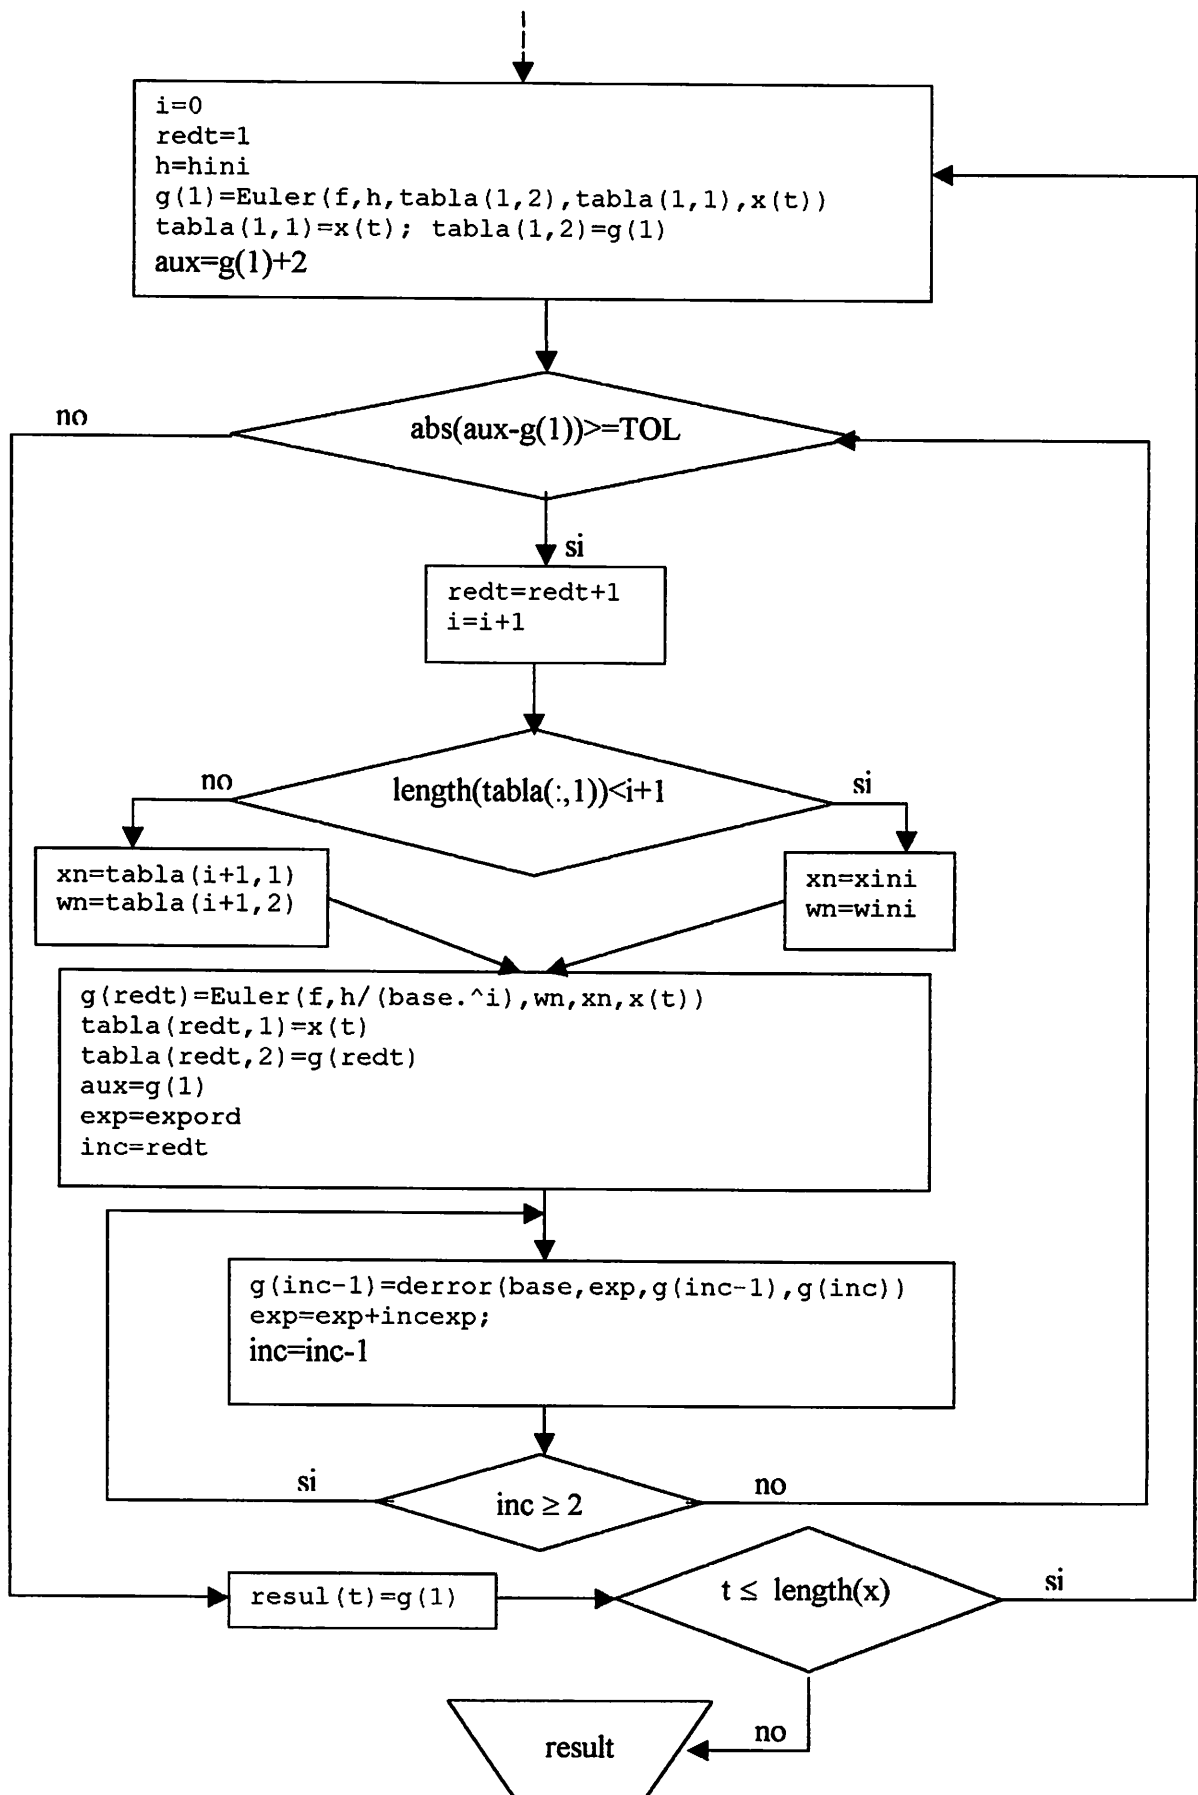 i=0
redt=1
h=hini
g(1)=Euler(f,h,tabla(1,2),tabla(1,1),x(t))
tabla(1,1)=x(t); tabla(1,2)=g(1)
aux=g(1)+2
no
abs(aux-g(1))>=TOL
si
redt=redt+1
i=i+1
no
length(tabla(:,1))<i+1
si
xn=tabla(i+1,1)
wn=tabla(i+1,2)
xn=xini
wn=wini
g(redt)=Euler(f,h/(base.^i),wn,xn,x(t))
tabla(redt,1)=x(t)
tabla(redt,2)=g(redt)
aux=g(1)
exp=expord
inc=redt
g(inc-1)=derror(base,exp,g(inc-1),g(inc))
exp=exp+incexp;
inc=inc-1
si
inc ≥ 2
no
resul(t)=g(1)
t ≤ length(x)
si
no
result